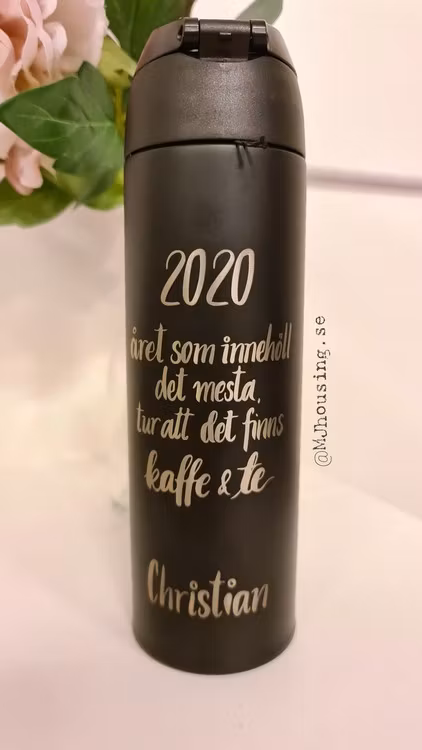 2020
året som innehöll
det mesta,
tur att det finns
kaffe & te
Christian
@MJhousing.se